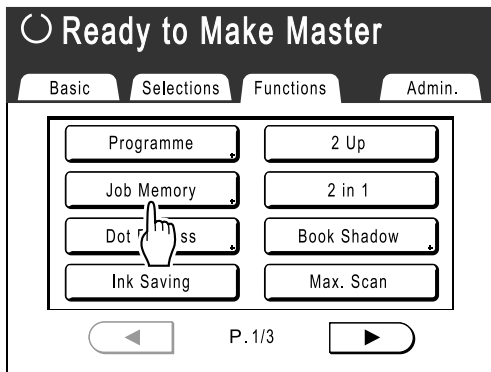 Ready to Make Master
Basic Selections Functions Admin.
Programme 2 Up
Job Memory 2 in 1
Dot Book Shadow
Ink Saving Max. Scan
P.1/3